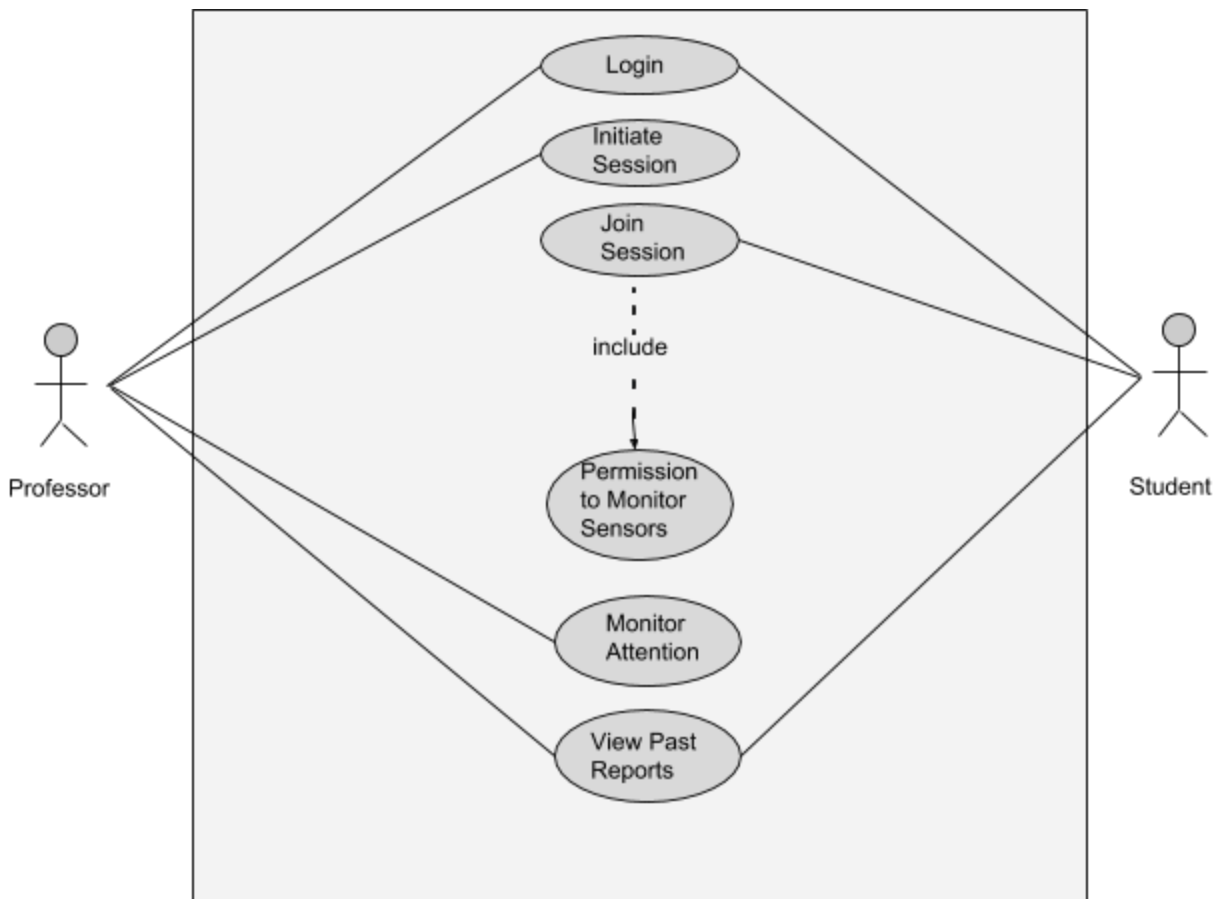 Login
Initiate
Session
Join
Session
include
Permission
to Monitor
Sensors
Professor
Student
Monitor
Attention
View Past
Reports